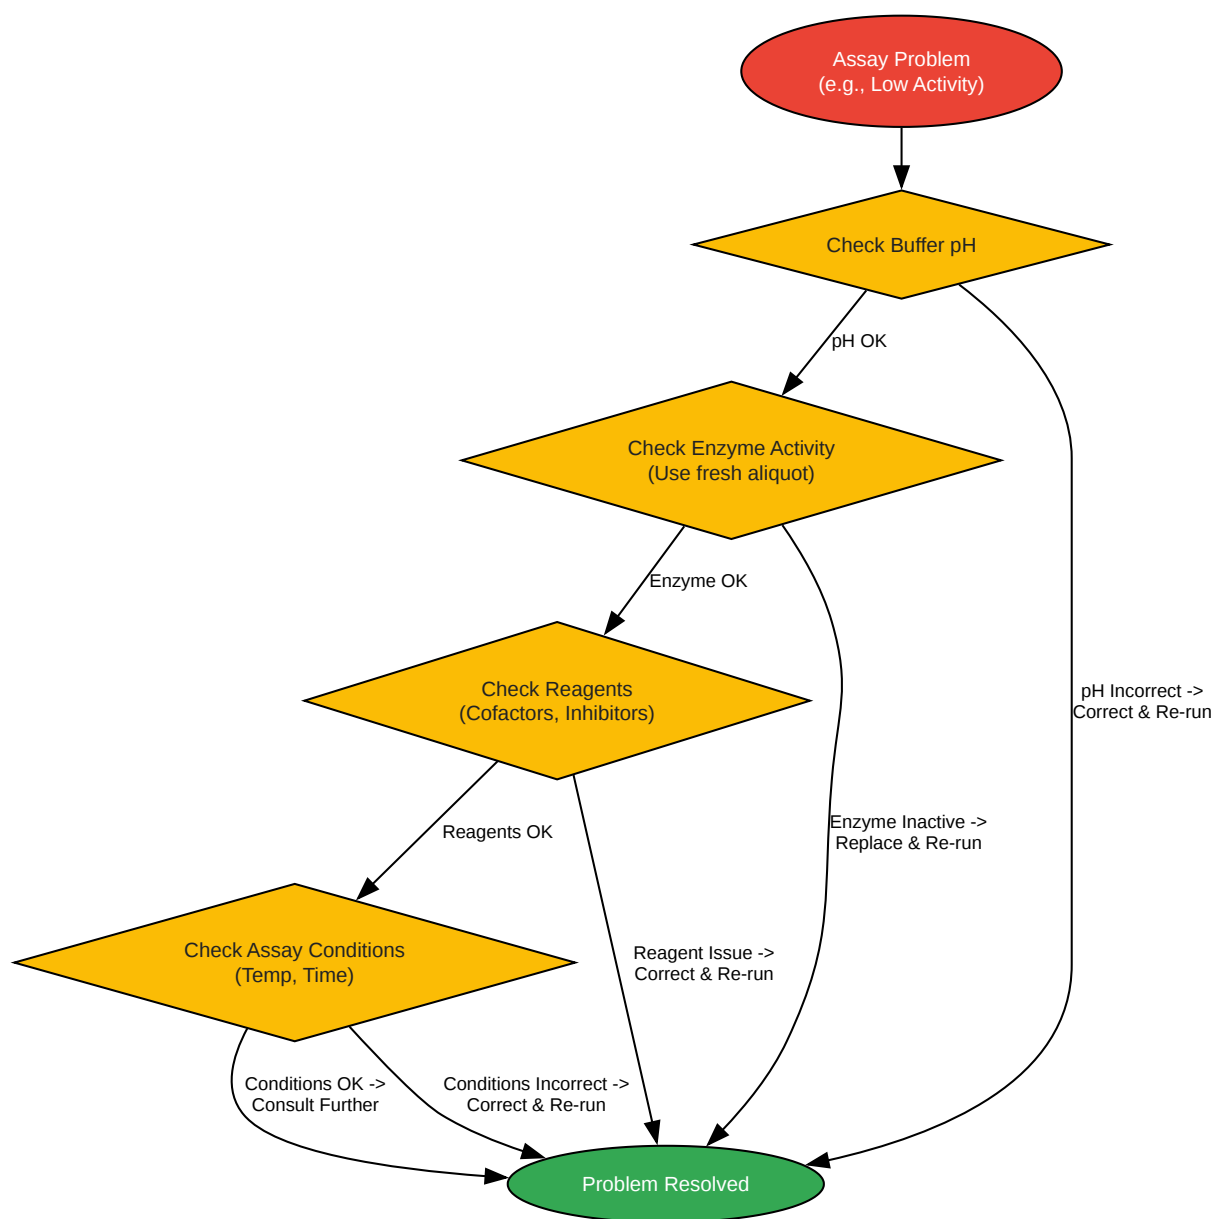 Assay Problem
(e.g., Low Activity)
Check Buffer pH
pH OK
Check Enzyme Activity
(Use fresh aliquot)
Enzyme OK
Check Reagents
(Cofactors, Inhibitors)
pH Incorrect ->
Correct & Re-run
Enzyme Inactive ->
Replace & Re-run
Reagents OK
Check Assay Conditions
(Temp, Time)
Reagent Issue ->
Correct & Re-run
Conditions OK ->
Consult Further
Conditions Incorrect ->
Correct & Re-run
Problem Resolved